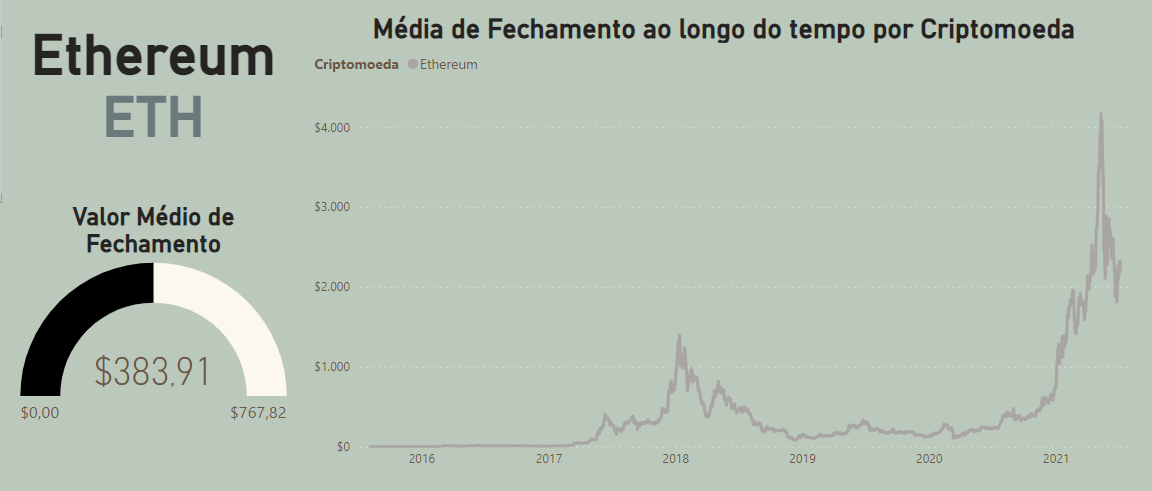 Ethereum
ETH
Valor Médio de
Fechamento
$383,91
$0,00
$767,82
Média de Fechamento ao longo do tempo por Criptomoeda
Criptomoeda Ethereum
$4.000
$3.000
$2.000
$1.000
$0
2016 2017 2018 2019 2020 2021